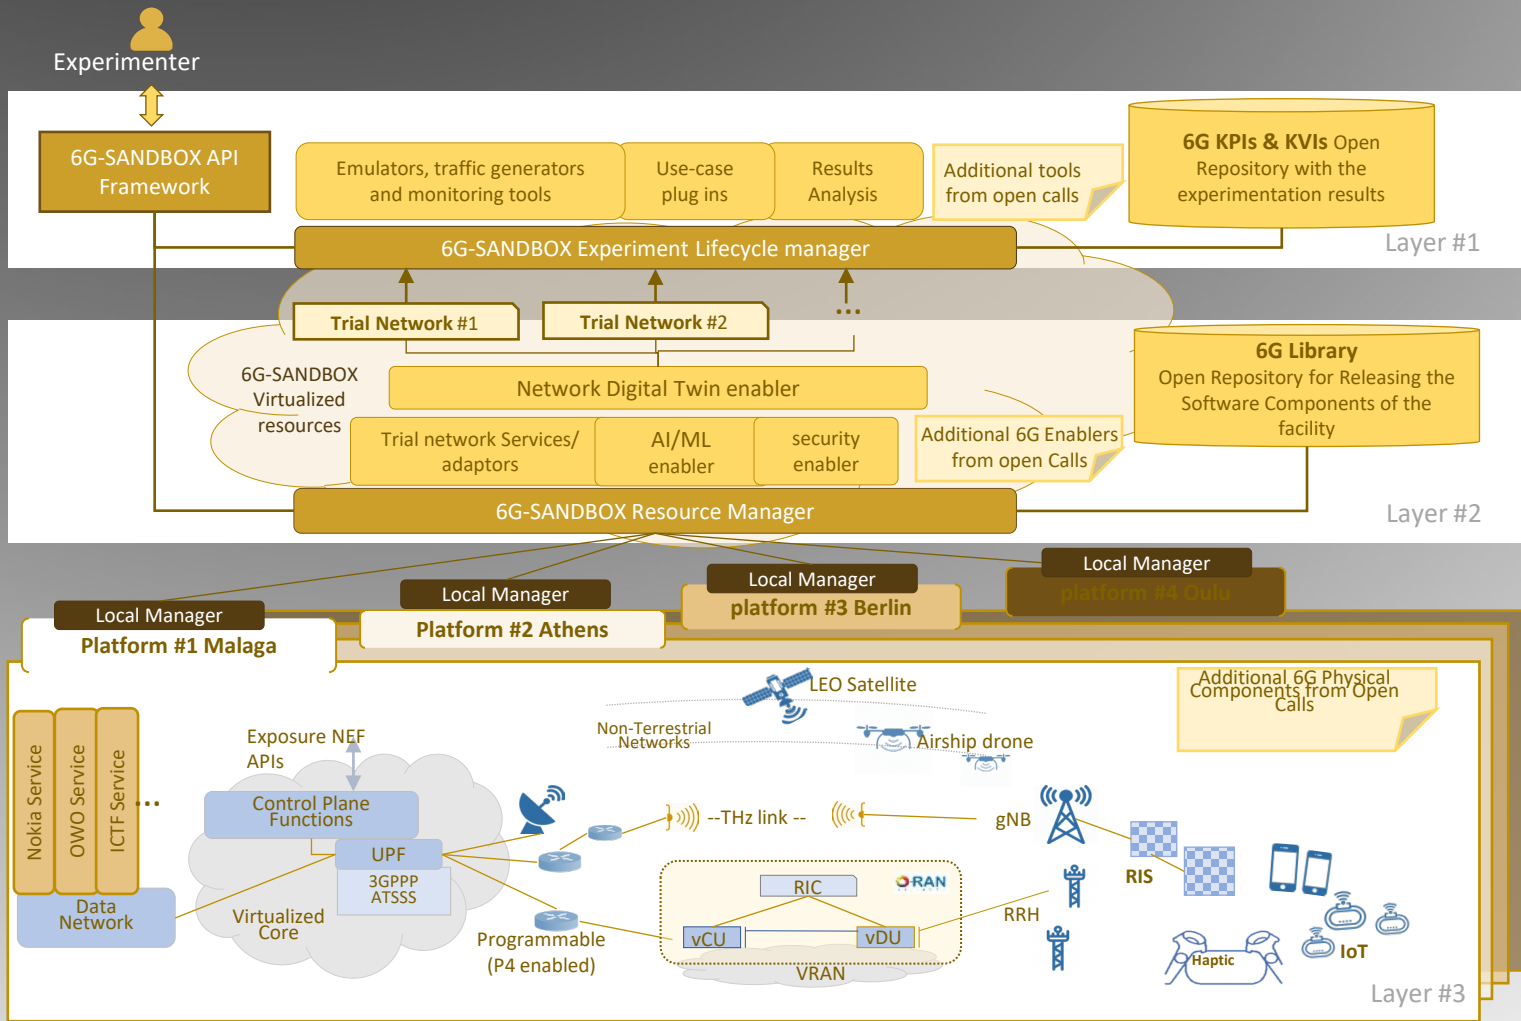 Experimenter
6G-SANDBOX API
Framework
Emulators, traffic generators
and monitoring tools
Use-case
plug ins
Results
Analysis
Additional tools
from open calls
6G KPIs & KVIs Open
Repository with the
experimentation results
6G-SANDBOX Experiment Lifecycle manager
Layer #1
Trial Network #1
Trial Network #2
...
6G-SANDBOX
Virtualized
resources
Network Digital Twin enabler
6G Library
Open Repository for Releasing the
Software Components of the
facility
Trial network Services/
adaptors
AI/ML
enabler
security
enabler
Additional 6G Enablers
from open Calls
6G-SANDBOX Resource Manager
Layer #2
Local Manager
Platform #1 Malaga
Local Manager
Platform #2 Athens
Local Manager
platform #3 Berlin
Local Manager
platform #4 Oulu
Additional 6G Physical
Components from Open
Calls
LEO Satellite
Non-Terrestrial
Networks
Airship drone
Nokia Service
OWO Service
ICTF Service
...
Exposure NEF
APIs
Control Plane
Functions
UPF
3GPPP
ATSSS
Virtualized
Core
Data
Network
--THz link --
gNB
RIS
Programmable
(P4 enabled)
RIC
O-RAN
vCU
vDU
VRAN
RRH
Haptic
IoT
Layer #3